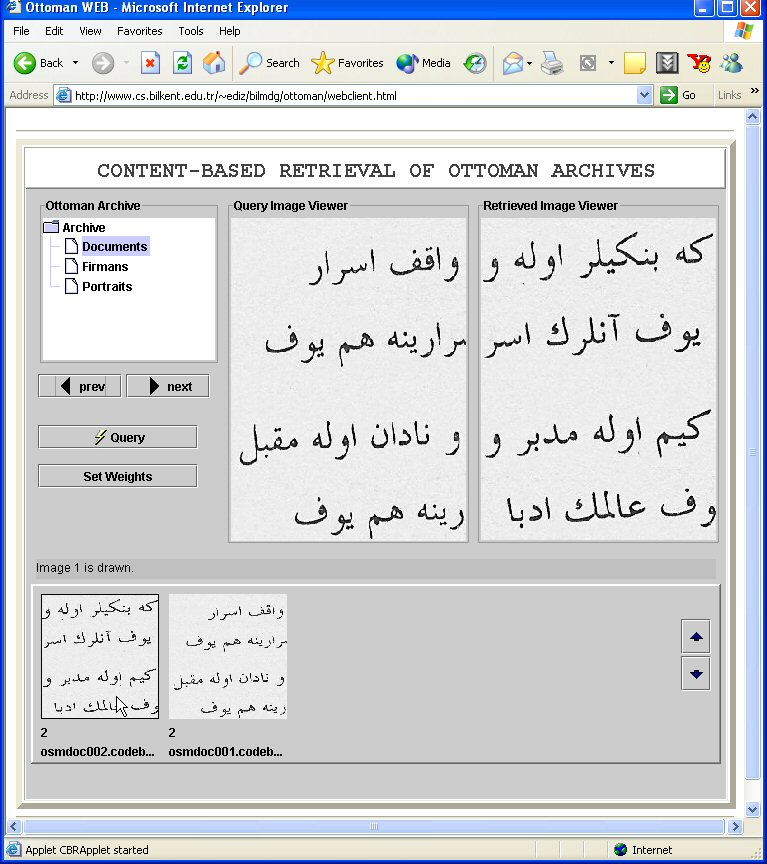 Ottoman WEB - Microsoft Internet Explorer
File Edit View Favorites Tools Help
Back Search Favorites Media
Address http://www.cs.bilkent.edu.tr/~ediz/bilmdg/ottoman/webclient.html Go Links »
CONTENT-BASED RETRIEVAL OF OTTOMAN ARCHIVES
Ottoman Archive
Archive
Documents
Firmans
Portraits
prev next
Query
Set Weights
Query Image Viewer
واقف اسرار
سرارينه هم يوف
و نادان اوله مقبل
رينه هم يوف
Retrieved Image Viewer
كه بنكيلر اوله و
يوف آنلرك اسر
كيم اوله مدبر و
وف عالمك ادبا
Image 1 is drawn.
كه بنكيلر اوله و
يوف آنلرك اسر
كيم اوله مدبر و
وف عالمك ادبا
2
osmdoc002.codeb...
واقف اسرار
سرارينه هم يوف
و نادان اوله مقبل
رينه هم يوف
2
osmdoc001.codeb...
Applet CBRApplet started Internet